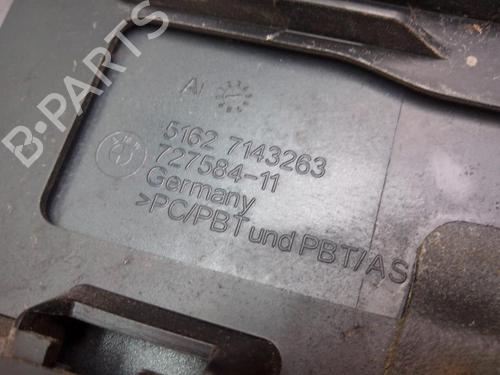 B-PARTS
AI
5162 7143263
727584-11
Germany
>PC/PBT und PBT/AS